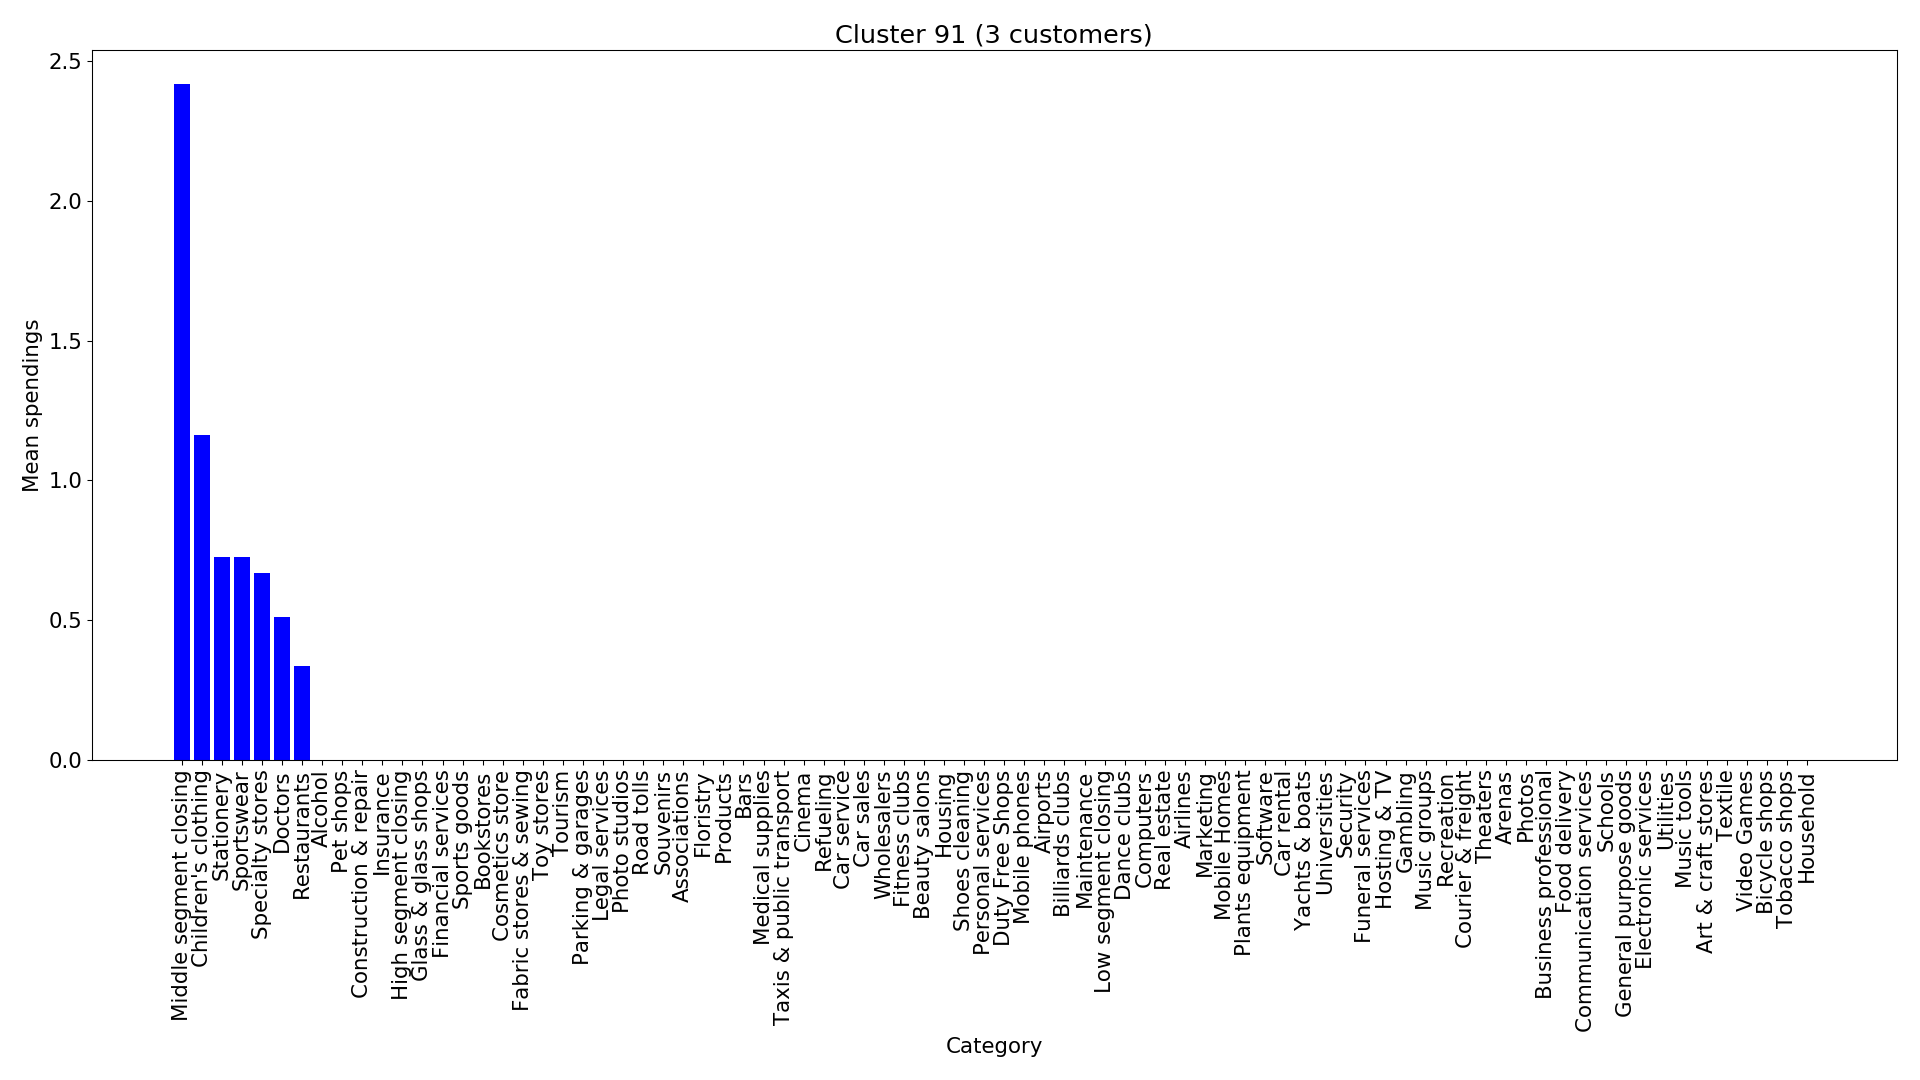 Cluster 91 (3 customers)
2.5
2.0
1.5
1.0
0.5
0.0
Mean spendings
Middle segment closing
Children's clothing
Stationery
Sportswear
Specialty stores
Doctors
Restaurants
Alcohol
Pet shops
Construction & repair
Insurance
High segment closing
Glass & glass shops
Financial services
Sports goods
Bookstores
Cosmetics store
Fabric stores & sewing
Toy stores
Tourism
Parking & garages
Legal services
Photo studios
Road tolls
Souvenirs
Associations
Floristry
Products
Bars
Medical supplies
Taxis & public transport
Cinema
Refueling
Car service
Car sales
Wholesalers
Fitness clubs
Beauty salons
Housing
Shoes cleaning
Personal services
Duty Free Shops
Mobile phones
Airports
Billiards clubs
Maintenance
Low segment closing
Dance clubs
Computers
Real estate
Airlines
Marketing
Mobile Homes
Plants equipment
Software
Car rental
Yachts & boats
Universities
Security
Funeral services
Hosting & TV
Gambling
Music groups
Recreation
Courier & freight
Theaters
Arenas
Photos
Business professional
Food delivery
Communication services
Schools
General purpose goods
Electronic services
Utilities
Music tools
Art & craft stores
Textile
Video Games
Bicycle shops
Tobacco shops
Household
Category